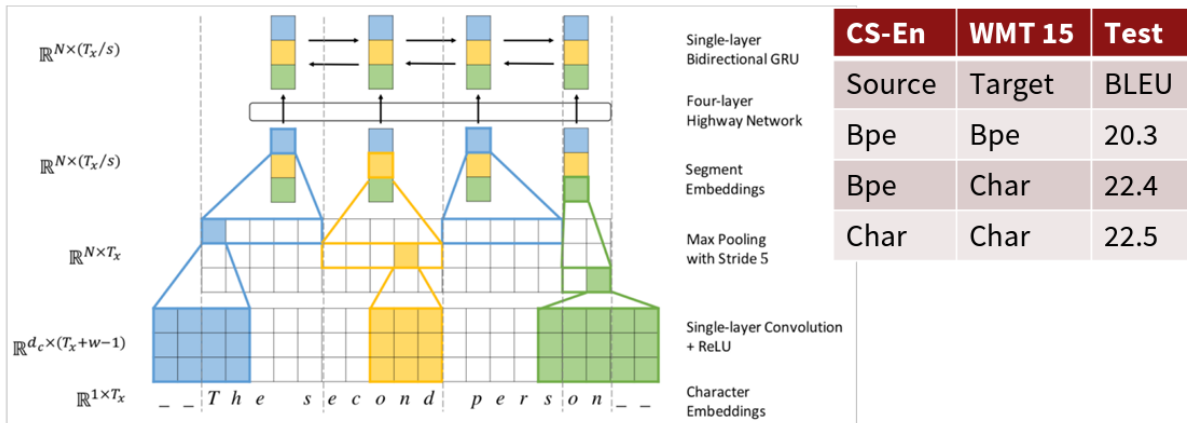 ℝ^{N×(T_x/s)}
Single-layer
Bidirectional GRU
Four-layer
Highway Network
ℝ^{N×(T_x/s)}
Segment
Embeddings
ℝ^{N×T_x}
Max Pooling
with Stride 5
ℝ^{d_c×(T_x+w−1)}
Single-layer Convolution
+ ReLU
ℝ^{1×T_x}
_ _ T h e s e c o n d p e r s o n _ _
Character
Embeddings
CS-En WMT 15 Test
Source Target BLEU
Bpe Bpe 20.3
Bpe Char 22.4
Char Char 22.5